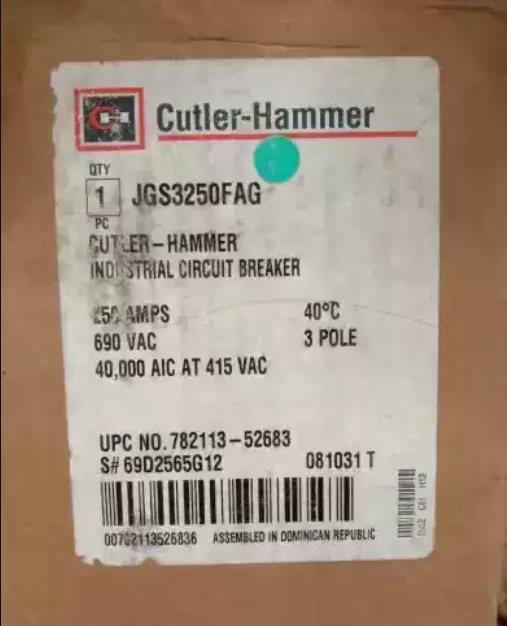 Cutler-Hammer
QTY
1 JGS3250FAG
PC
CUTLER-HAMMER
INDUSTRIAL CIRCUIT BREAKER
250 AMPS 40°C
690 VAC 3 POLE
40,000 AIC AT 415 VAC
UPC NO. 782113-52683
S# 69D2565G12 081031 T
00782113526836 ASSEMBLED IN DOMINICAN REPUBLIC